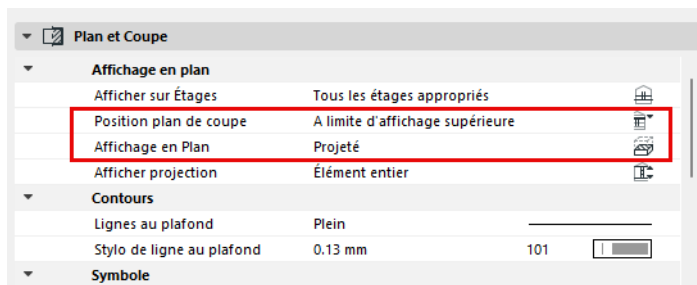 Plan et Coupe
Affichage en plan
Afficher sur Étages Tous les étages appropriés
Position plan de coupe A limite d'affichage supérieure
Affichage en Plan Projeté
Afficher projection Élément entier
Contours
Lignes au plafond Plein
Stylo de ligne au plafond 0.13 mm 101
Symbole